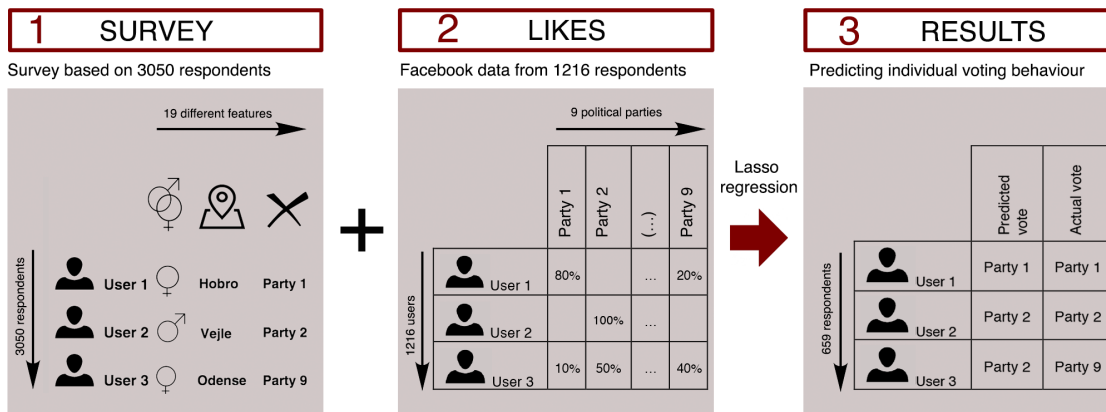 1 SURVEY
Survey based on 3050 respondents
19 different features
3050 respondents
User 1 Hobro Party 1
User 2 Vejle Party 2
User 3 Odense Party 9
+
2 LIKES
Facebook data from 1216 respondents
9 political parties
Party 1 Party 2 (...) Party 9
1216 users
User 1 80% ... 20%
User 2 100% ...
User 3 10% 50% ... 40%
Lasso
regression
3 RESULTS
Predicting individual voting behaviour
Predicted
vote
Actual vote
659 respondents
User 1 Party 1 Party 1
User 2 Party 2 Party 2
User 3 Party 2 Party 9